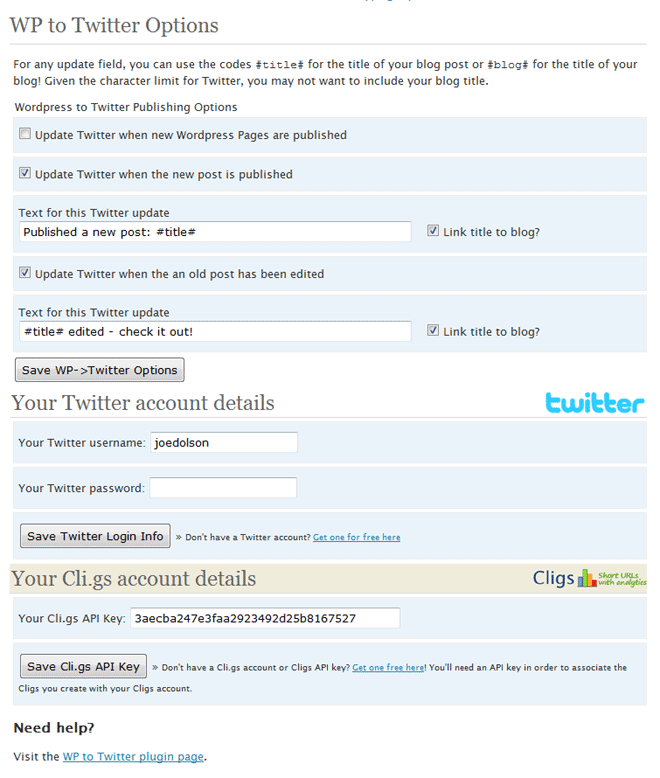 WP to Twitter Options
For any update field, you can use the codes #title# for the title of your blog post or #blog# for the title of your
blog! Given the character limit for Twitter, you may not want to include your blog title.
Wordpress to Twitter Publishing Options
Update Twitter when new Wordpress Pages are published
Update Twitter when the new post is published
Text for this Twitter update
Published a new post: #title#
Link title to blog?
Update Twitter when the an old post has been edited
Text for this Twitter update
#title# edited - check it out!
Link title to blog?
Save WP->Twitter Options
Your Twitter account details
twitter
Your Twitter username: joedolson
Your Twitter password:
Save Twitter Login Info » Don't have a Twitter account? Get one for free here
Your Cli.gs account details
Cligs Short URLs
with analytics
Your Cli.gs API Key: 3aecba247e3faa2923492d25b8167527
Save Cli.gs API Key » Don't have a Cli.gs account or Cligs API key? Get one free here! You'll need an API key in order to associate the
Cligs you create with your Cligs account.
Need help?
Visit the WP to Twitter plugin page.